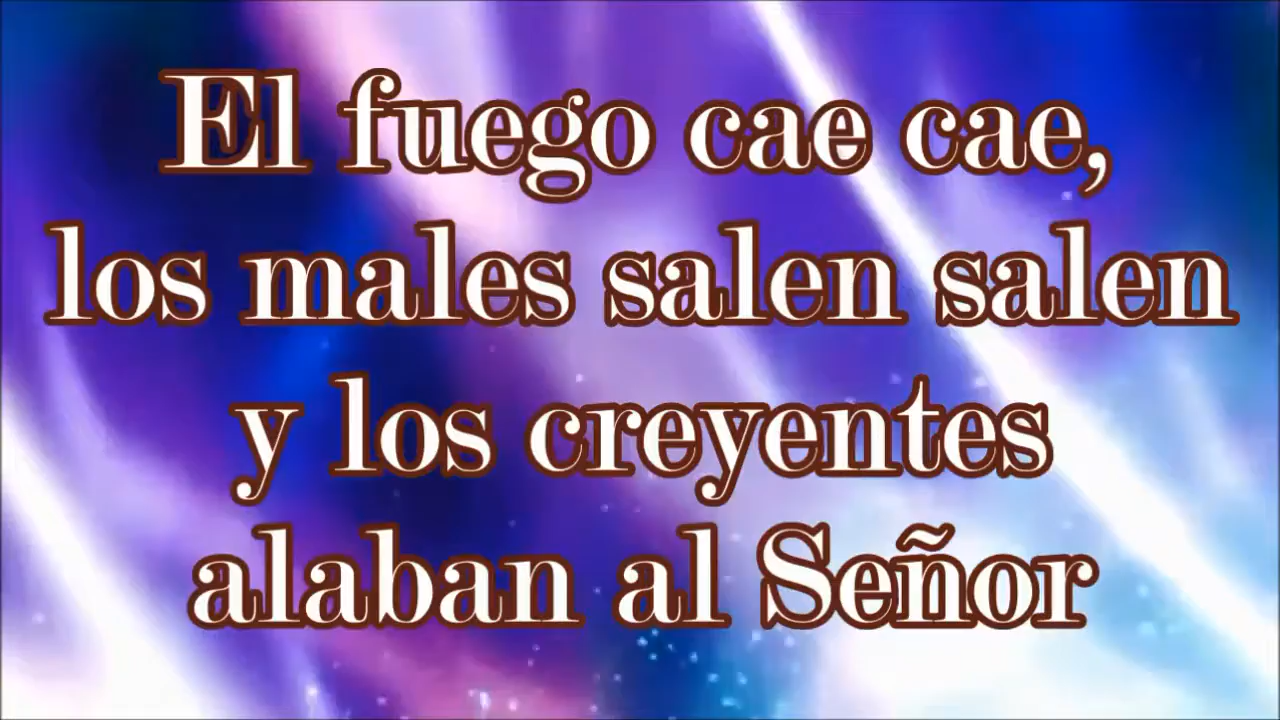 El fuego cae cae,
los males salen salen
y los creyentes
alaban al Señor